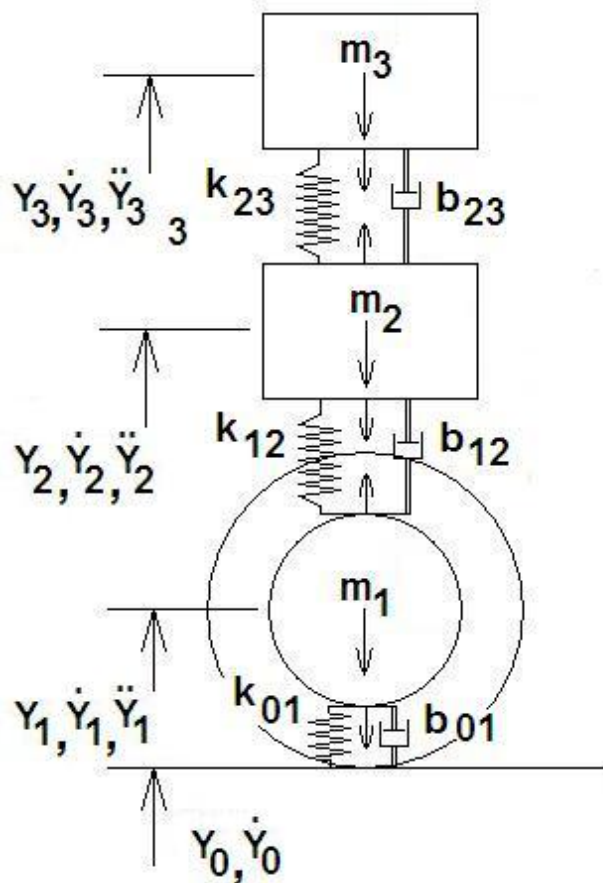 m3
k23 b23
Y3,Ẏ3,Ÿ3 3
m2
k12 b12
Y2,Ẏ2,Ÿ2
m1
k01 b01
Y1,Ẏ1,Ÿ1
Y0,Ẏ0